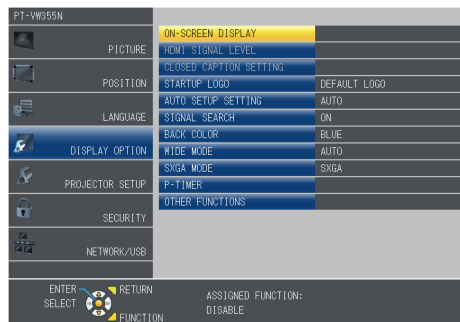 PT-VW355N
PICTURE
POSITION
LANGUAGE
DISPLAY OPTION
PROJECTOR SETUP
SECURITY
NETWORK/USB
ON-SCREEN DISPLAY
HDMI SIGNAL LEVEL
CLOSED CAPTION SETTING
STARTUP LOGO DEFAULT LOGO
AUTO SETUP SETTING AUTO
SIGNAL SEARCH ON
BACK COLOR BLUE
WIDE MODE AUTO
SXGA MODE SXGA
P-TIMER
OTHER FUNCTIONS
ENTER RETURN
SELECT
FUNCTION
ASSIGNED FUNCTION:
DISABLE